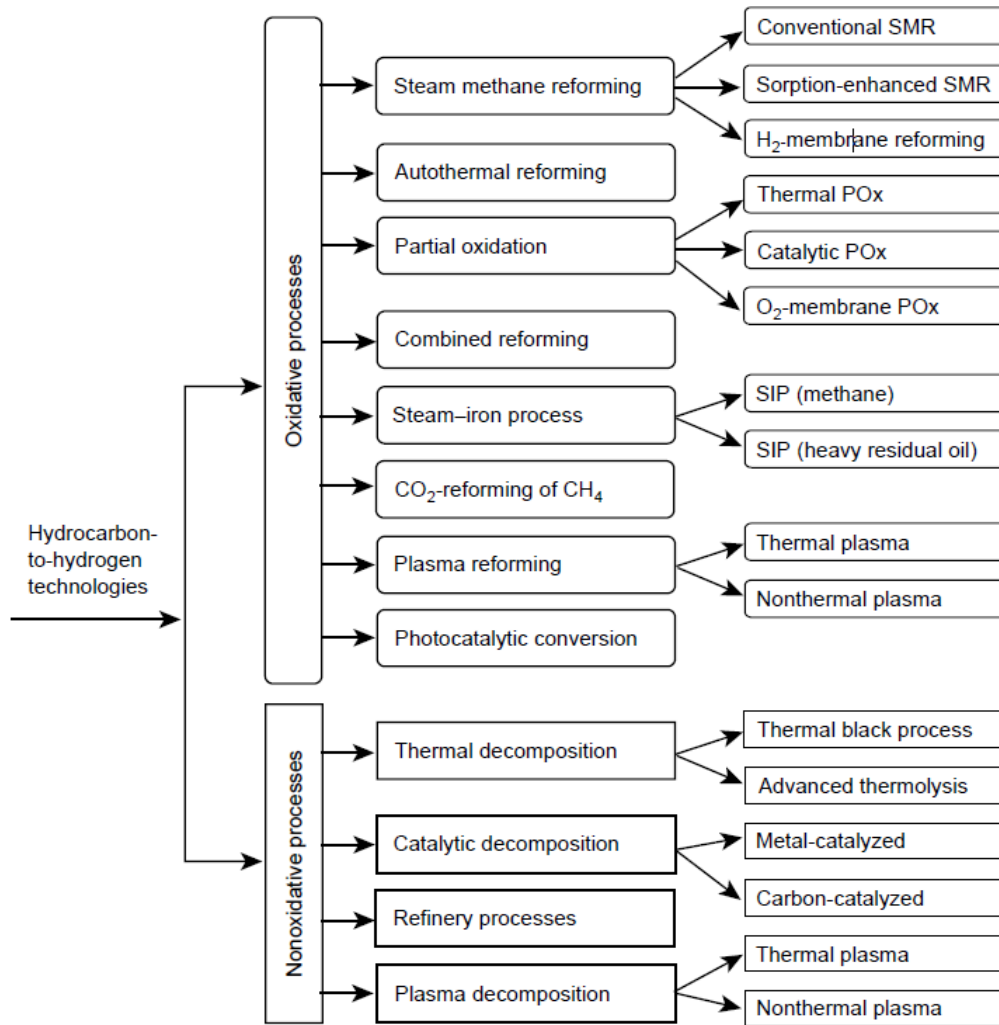 Hydrocarbon-
to-hydrogen
technologies
Oxidative processes
Steam methane reforming
Conventional SMR
Sorption-enhanced SMR
H₂-membrane reforming
Autothermal reforming
Partial oxidation
Thermal POx
Catalytic POx
O₂-membrane POx
Combined reforming
Steam–iron process
SIP (methane)
SIP (heavy residual oil)
CO₂-reforming of CH₄
Plasma reforming
Thermal plasma
Nonthermal plasma
Photocatalytic conversion
Nonoxidative processes
Thermal decomposition
Thermal black process
Advanced thermolysis
Catalytic decomposition
Metal-catalyzed
Carbon-catalyzed
Refinery processes
Plasma decomposition
Thermal plasma
Nonthermal plasma